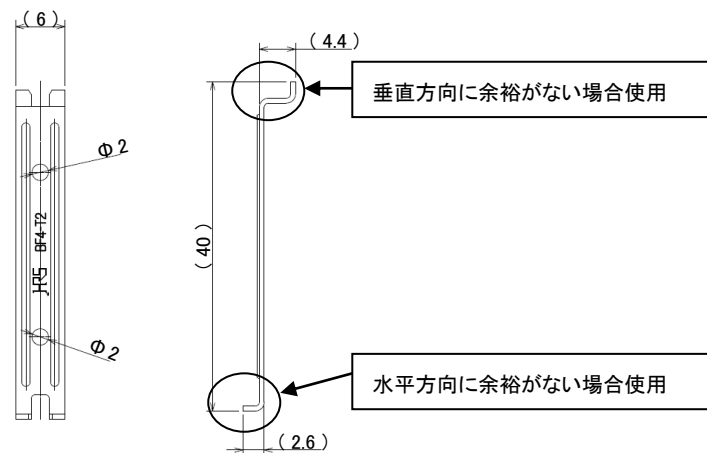 ( 6 )
( 4.4 )
垂直方向に余裕がない場合使用
Φ2
( 40 )
BF4-T2
HRS
Φ2
水平方向に余裕がない場合使用
( 2.6 )